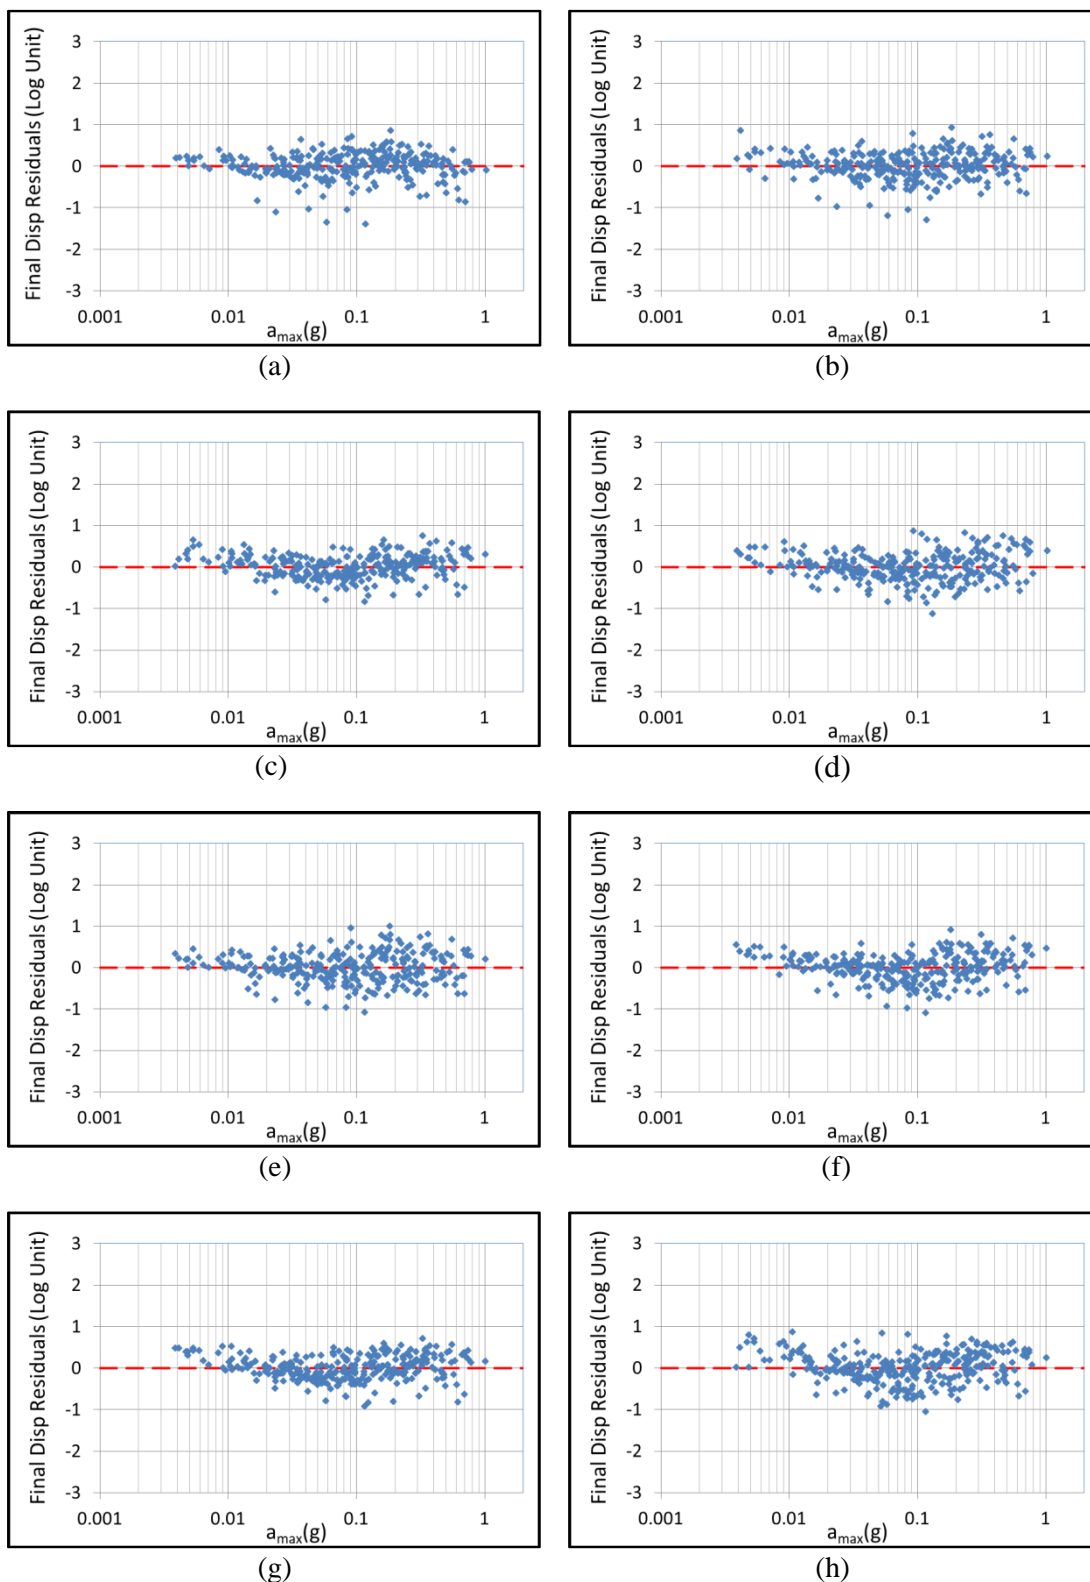 Final Disp Residuals (Log Unit)
3
2
1
0
-1
-2
-3
0.001 0.01 0.1 1
amax(g)
(a)
Final Disp Residuals (Log Unit)
3
2
1
0
-1
-2
-3
0.001 0.01 0.1 1
amax(g)
(b)
Final Disp Residuals (Log Unit)
3
2
1
0
-1
-2
-3
0.001 0.01 0.1 1
amax(g)
(c)
Final Disp Residuals (Log Unit)
3
2
1
0
-1
-2
-3
0.001 0.01 0.1 1
amax(g)
(d)
Final Disp Residuals (Log Unit)
3
2
1
0
-1
-2
-3
0.001 0.01 0.1 1
amax(g)
(e)
Final Disp Residuals (Log Unit)
3
2
1
0
-1
-2
-3
0.001 0.01 0.1 1
amax(g)
(f)
Final Disp Residuals (Log Unit)
3
2
1
0
-1
-2
-3
0.001 0.01 0.1 1
amax(g)
(g)
Final Disp Residuals (Log Unit)
3
2
1
0
-1
-2
-3
0.001 0.01 0.1 1
amax(g)
(h)